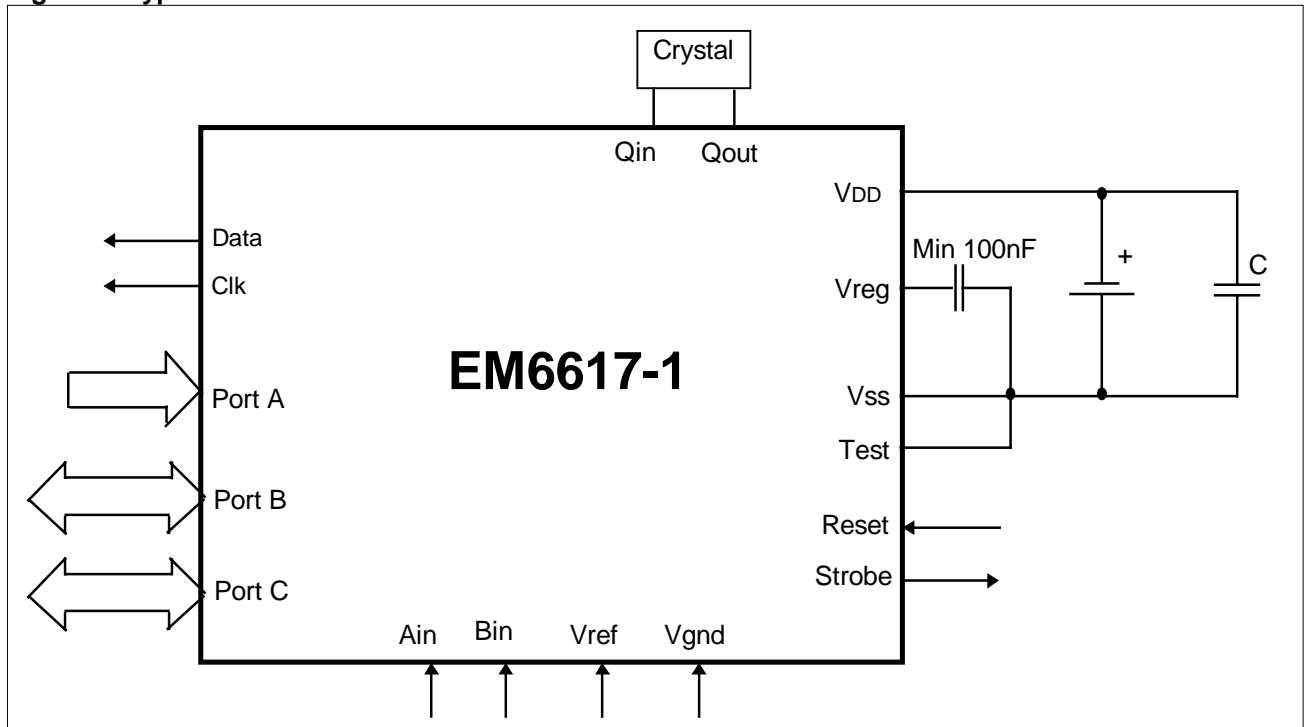 Crystal
Qin Qout
VDD
Data
Min 100nF
+
C
Clk
Vreg
EM6617-1
Port A
Vss
Test
Port B
Reset
Port C
Strobe
Ain Bin Vref Vgnd